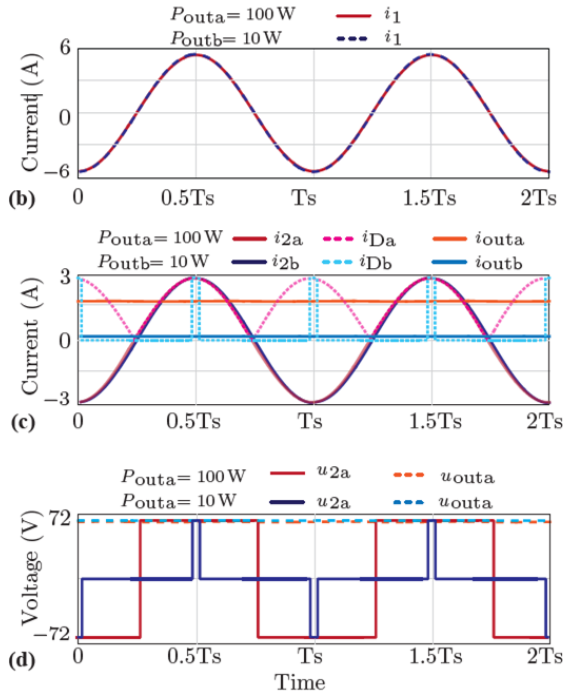 Pouta= 100 W i1
Poutb= 10 W i1
6
0
−6
Current (A)
(b)
0 0.5Ts Ts 1.5Ts 2Ts
Pouta= 100 W i2a iDa iouta
Poutb= 10 W i2b iDb ioutb
3
0
−3
Current (A)
(c)
0 0.5Ts Ts 1.5Ts 2Ts
Pouta= 100 W u2a uouta
Pouta= 10 W u2a uouta
72
−72
Voltage (V)
(d)
0 0.5Ts Ts 1.5Ts 2Ts
Time